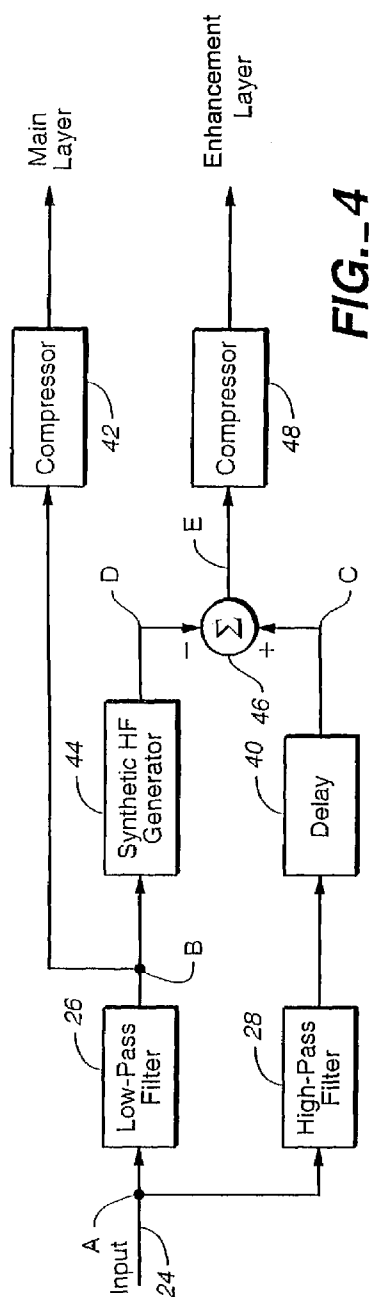 A
Input
24
26
Low-Pass
Filter
B
28
High-Pass
Filter
44
Synthetic HF
Generator
40
Delay
D
C
−
+
Σ
46
E
Compressor
42
Compressor
48
Main
Layer
Enhancement
Layer
FIG._4